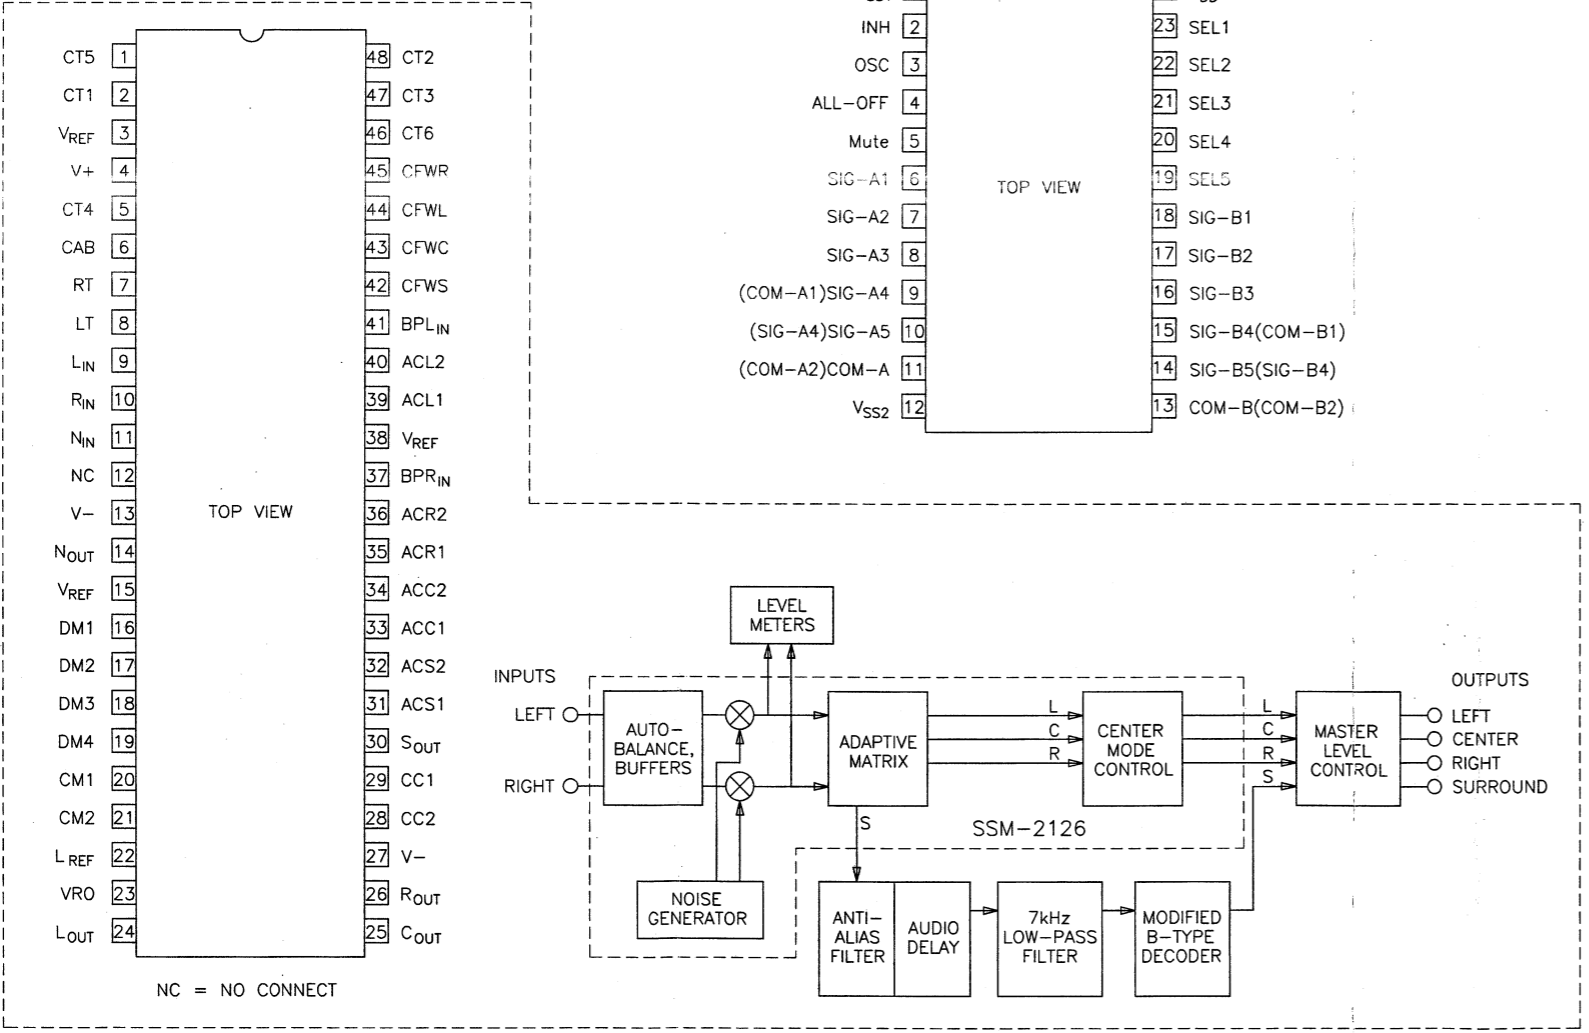 CT5 1 48 CT2
CT1 2 47 CT3
VREF 3 46 CT6
V+ 4 45 CFWR
CT4 5 44 CFWL
CAB 6 43 CFWC
RT 7 42 CFWS
LT 8 41 BPLIN
LIN 9 40 ACL2
RIN 10 39 ACL1
NIN 11 38 VREF
NC 12 37 BPRIN
V− 13 36 ACR2
TOP VIEW
NOUT 14 35 ACR1
VREF 15 34 ACC2
DM1 16 33 ACC1
DM2 17 32 ACS2
DM3 18 31 ACS1
DM4 19 30 SOUT
CM1 20 29 CC1
CM2 21 28 CC2
L REF 22 27 V−
VRO 23 26 ROUT
LOUT 24 25 COUT
NC = NO CONNECT
INH 2 23 SEL1
OSC 3 22 SEL2
ALL−OFF 4 21 SEL3
Mute 5 20 SEL4
SIG−A1 6 19 SEL5
TOP VIEW
SIG−A2 7 18 SIG−B1
SIG−A3 8 17 SIG−B2
(COM−A1)SIG−A4 9 16 SIG−B3
(SIG−A4)SIG−A5 10 15 SIG−B4(COM−B1)
(COM−A2)COM−A 11 14 SIG−B5(SIG−B4)
VSS2 12 13 COM−B(COM−B2)
LEVEL
METERS
INPUTS
LEFT
RIGHT
AUTO−
BALANCE,
BUFFERS
NOISE
GENERATOR
ADAPTIVE
MATRIX
L
C
R
S
CENTER
MODE
CONTROL
SSM−2126
L
C
R
S
MASTER
LEVEL
CONTROL
OUTPUTS
LEFT
CENTER
RIGHT
SURROUND
ANTI−
ALIAS
FILTER
AUDIO
DELAY
7kHz
LOW−PASS
FILTER
MODIFIED
B−TYPE
DECODER